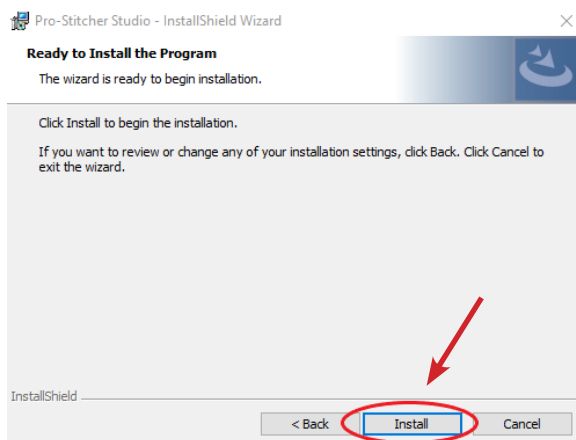 Pro-Stitcher Studio - InstallShield Wizard
Ready to Install the Program
The wizard is ready to begin installation.
Click Install to begin the installation.
If you want to review or change any of your installation settings, click Back. Click Cancel to
exit the wizard.
InstallShield
< Back Install Cancel